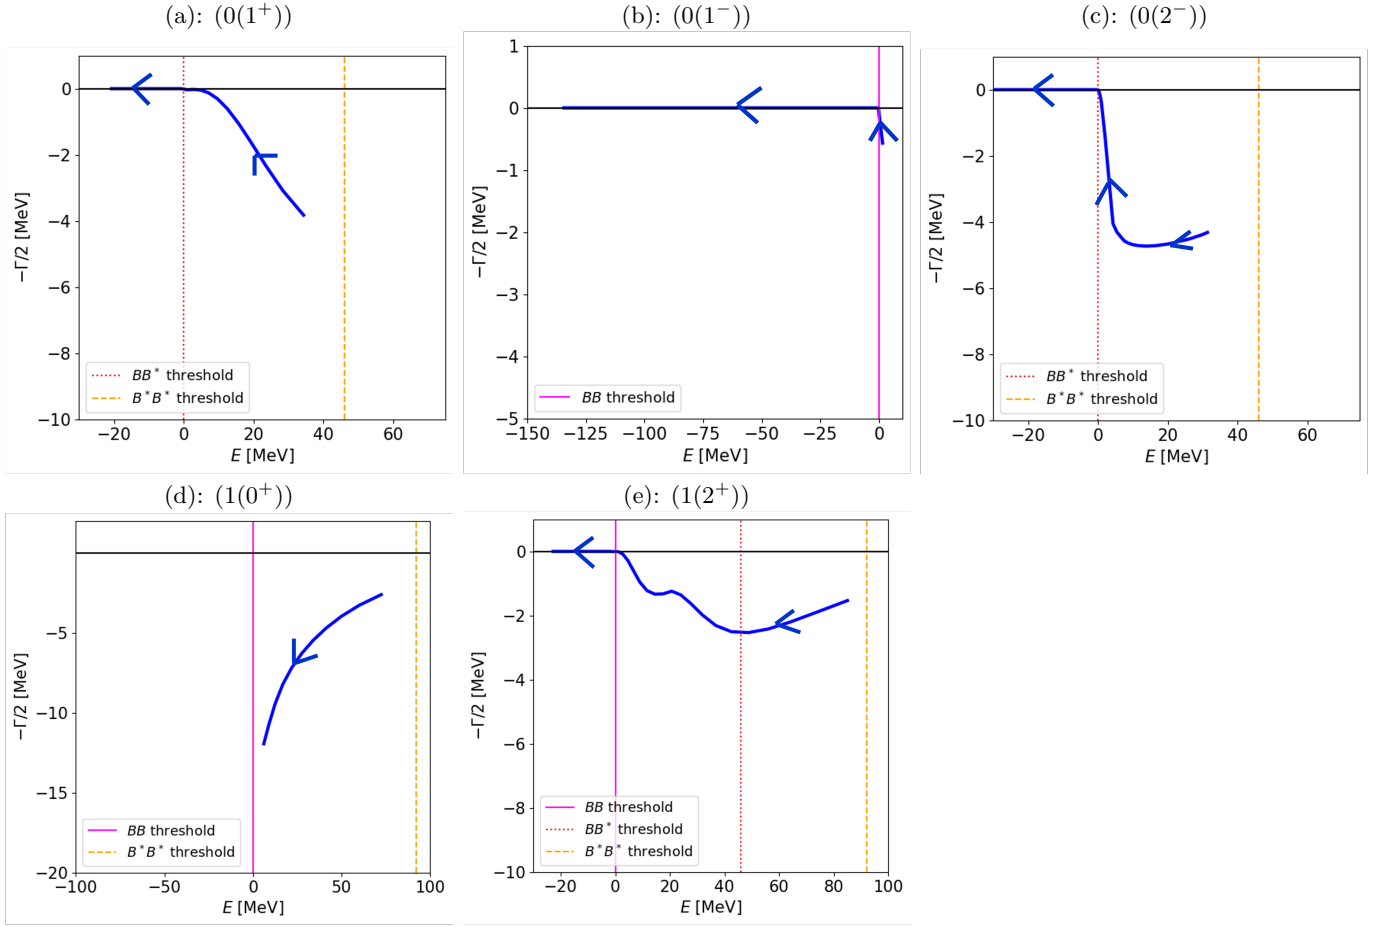 (a): (0(1⁺))
0
−2
−4
−6
−8
−10
−Γ/2 [MeV]
BB* threshold
B*B* threshold
−20 0 20 40 60
E [MeV]
(b): (0(1⁻))
1
0
−1
−2
−3
−4
−5
−Γ/2 [MeV]
BB threshold
−150 −125 −100 −75 −50 −25 0
E [MeV]
(c): (0(2⁻))
0
−2
−4
−6
−8
−10
−Γ/2 [MeV]
BB* threshold
B*B* threshold
−20 0 20 40 60
E [MeV]
(d): (1(0⁺))
−5
−10
−15
−20
−Γ/2 [MeV]
BB threshold
B*B* threshold
−100 −50 0 50 100
E [MeV]
(e): (1(2⁺))
0
−2
−4
−6
−8
−10
−Γ/2 [MeV]
BB threshold
BB* threshold
B*B* threshold
−20 0 20 40 60 80 100
E [MeV]